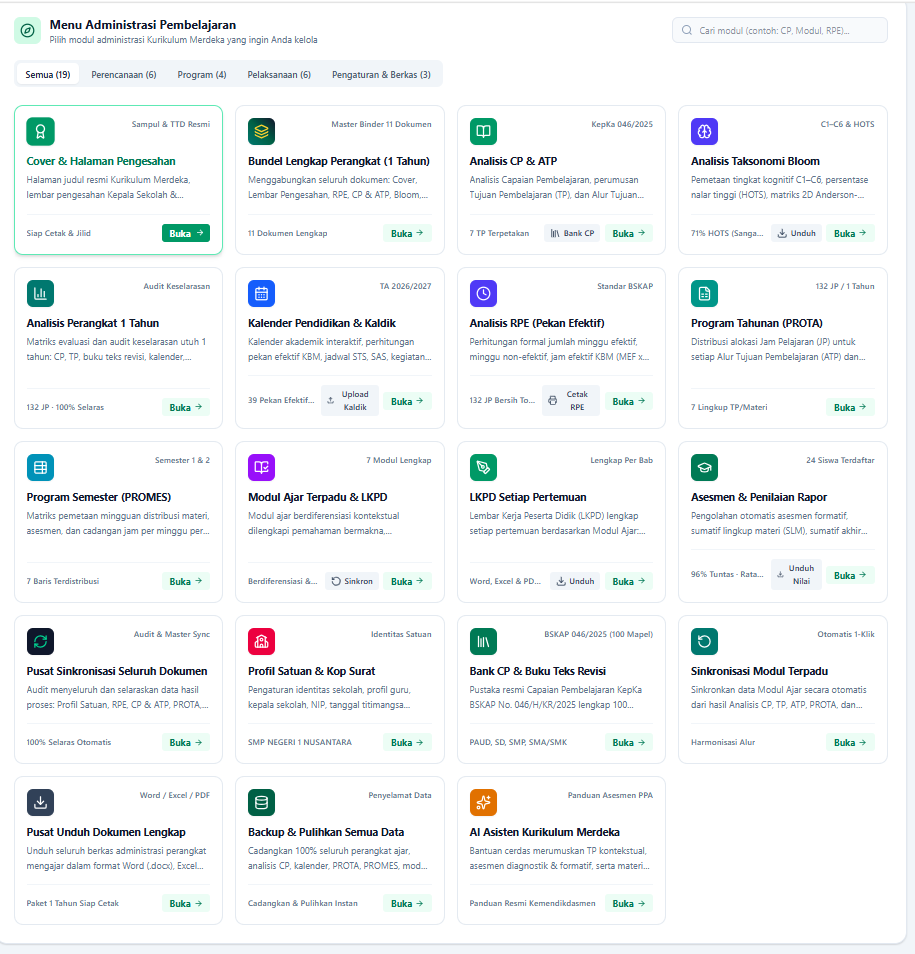 Menu Administrasi Pembelajaran
Pilih modul administrasi Kurikulum Merdeka yang ingin Anda kelola
Cari modul (contoh: CP, Modul, RPE)...
Semua (19)
Perencanaan (6)
Program (4)
Pelaksanaan (6)
Pengaturan & Berkas (3)
Sampul & TTD Resmi
Cover & Halaman Pengesahan
Halaman judul resmi Kurikulum Merdeka,
lembar pengesahan Kepala Sekolah &...
Siap Cetak & Jilid
Buka →
Master Binder 11 Dokumen
Bundel Lengkap Perangkat (1 Tahun)
Menggabungkan seluruh dokumen: Cover,
Lembar Pengesahan, RPE, CP & ATP, Bloom,...
11 Dokumen Lengkap
Buka →
KepKa 046/2025
Analisis CP & ATP
Analisis Capaian Pembelajaran, perumusan
Tujuan Pembelajaran (TP), dan Alur Tujuan...
7 TP Terpetakan
Bank CP
Buka →
C1–C6 & HOTS
Analisis Taksonomi Bloom
Pemetaan tingkat kognitif C1–C6, persentase
nalar tinggi (HOTS), matriks 2D Anderson-...
71% HOTS (Sanga...
Unduh
Buka →
Audit Keselarasan
Analisis Perangkat 1 Tahun
Matriks evaluasi dan audit keselarasan utuh 1
tahun: CP, TP, buku teks revisi, kalender,...
132 JP · 100% Selaras
Buka →
TA 2026/2027
Kalender Pendidikan & Kaldik
Kalender akademik interaktif, perhitungan
pekan efektif KBM, jadwal STS, SAS, kegiatan...
39 Pekan Efektif...
Upload
Kaldik
Buka →
Standar BSKAP
Analisis RPE (Pekan Efektif)
Perhitungan formal jumlah minggu efektif,
minggu non-efektif, jam efektif KBM (MEF x...
132 JP Bersih To...
Cetak
RPE
Buka →
132 JP / 1 Tahun
Program Tahunan (PROTA)
Distribusi alokasi Jam Pelajaran (JP) untuk
setiap Alur Tujuan Pembelajaran (ATP) dan...
7 Lingkup TP/Materi
Buka →
Semester 1 & 2
Program Semester (PROMES)
Matriks pemetaan mingguan distribusi materi,
asesmen, dan cadangan jam per minggu per...
7 Baris Terdistribusi
Buka →
7 Modul Lengkap
Modul Ajar Terpadu & LKPD
Modul ajar berdiferensiasi kontekstual
dilengkapi pemahaman bermakna,...
Berdiferensiasi &...
Sinkron
Buka →
Lengkap Per Bab
LKPD Setiap Pertemuan
Lembar Kerja Peserta Didik (LKPD) lengkap
setiap pertemuan berdasarkan Modul Ajar:...
Word, Excel & PD...
Unduh
Buka →
24 Siswa Terdaftar
Asesmen & Penilaian Rapor
Pengolahan otomatis asesmen formatif,
sumatif lingkup materi (SLM), sumatif akhir...
96% Tuntas · Rata...
Unduh
Nilai
Buka →
Audit & Master Sync
Pusat Sinkronisasi Seluruh Dokumen
Audit menyeluruh dan selaraskan data hasil
proses: Profil Satuan, RPE, CP & ATP, PROTA,...
100% Selaras Otomatis
Buka →
Identitas Satuan
Profil Satuan & Kop Surat
Pengaturan identitas sekolah, profil guru,
kepala sekolah, NIP, tanggal titimangsa...
SMP NEGERI 1 NUSANTARA
Buka →
BSKAP 046/2025 (100 Mapel)
Bank CP & Buku Teks Revisi
Pustaka resmi Capaian Pembelajaran KepKa
BSKAP No. 046/H/KR/2025 lengkap 100...
PAUD, SD, SMP, SMA/SMK
Buka →
Otomatis 1-Klik
Sinkronisasi Modul Terpadu
Sinkronkan data Modul Ajar secara otomatis
dari hasil Analisis CP, TP, ATP, PROTA, dan...
Harmonisasi Alur
Buka →
Word / Excel / PDF
Pusat Unduh Dokumen Lengkap
Unduh seluruh berkas administrasi perangkat
mengajar dalam format Word (.docx), Excel...
Paket 1 Tahun Siap Cetak
Buka →
Penyelamat Data
Backup & Pulihkan Semua Data
Cadangkan 100% seluruh perangkat ajar,
analisis CP, kalender, PROTA, PROMES, mod...
Cadangkan & Pulihkan Instan
Buka →
Panduan Asesmen PPA
AI Asisten Kurikulum Merdeka
Bantuan cerdas merumuskan TP kontekstual,
asesmen diagnostik & formatif, serta materi...
Panduan Resmi Kemendikdasmen
Buka →